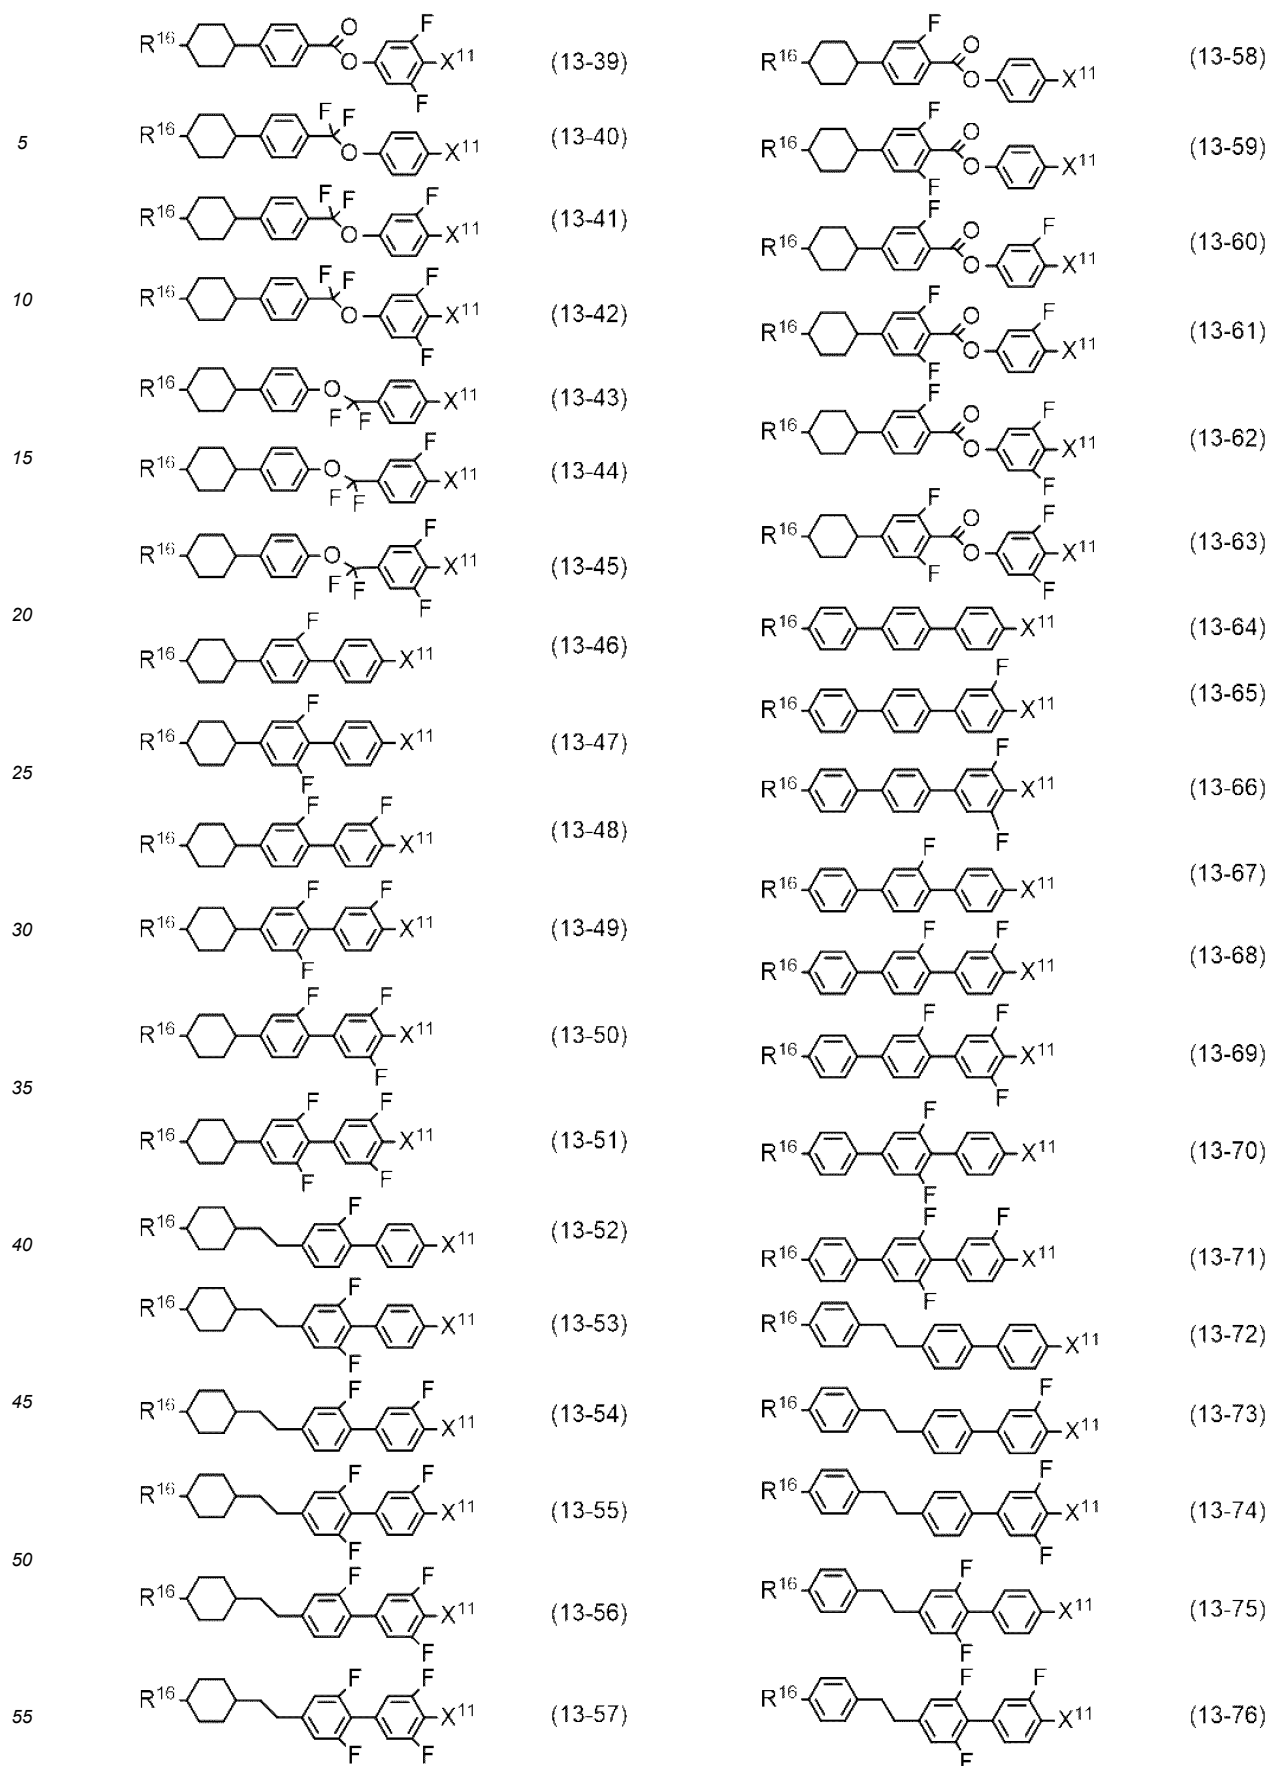 R¹⁶ O O F X¹¹ F (13-39)
5 R¹⁶ F F O X¹¹ (13-40)
R¹⁶ F F O F X¹¹ (13-41)
10 R¹⁶ F F O F X¹¹ F (13-42)
R¹⁶ O F F X¹¹ (13-43)
15 R¹⁶ O F F F X¹¹ (13-44)
R¹⁶ O F F F X¹¹ F (13-45)
20
R¹⁶ F X¹¹ (13-46)
R¹⁶ F X¹¹ F (13-47)
25
R¹⁶ F F X¹¹ (13-48)
30 R¹⁶ F F X¹¹ F (13-49)
R¹⁶ F F X¹¹ F (13-50)
35
R¹⁶ F F X¹¹ F F (13-51)
40 R¹⁶ F X¹¹ (13-52)
R¹⁶ F X¹¹ F (13-53)
45 R¹⁶ F F X¹¹ (13-54)
R¹⁶ F F X¹¹ F (13-55)
50
R¹⁶ F F X¹¹ F (13-56)
55 R¹⁶ F F X¹¹ F F (13-57)
R¹⁶ F O O X¹¹ (13-58)
R¹⁶ F O O X¹¹ F (13-59)
R¹⁶ F O O F X¹¹ (13-60)
R¹⁶ F O O F X¹¹ F (13-61)
R¹⁶ F O O F X¹¹ F (13-62)
R¹⁶ F O O F X¹¹ F F (13-63)
R¹⁶ X¹¹ (13-64)
R¹⁶ F X¹¹ (13-65)
R¹⁶ F X¹¹ F (13-66)
R¹⁶ F X¹¹ (13-67)
R¹⁶ F F X¹¹ (13-68)
R¹⁶ F F X¹¹ F (13-69)
R¹⁶ F X¹¹ F (13-70)
R¹⁶ F F X¹¹ F (13-71)
R¹⁶ X¹¹ (13-72)
R¹⁶ F X¹¹ (13-73)
R¹⁶ F X¹¹ F (13-74)
R¹⁶ F X¹¹ F (13-75)
R¹⁶ F F X¹¹ F (13-76)